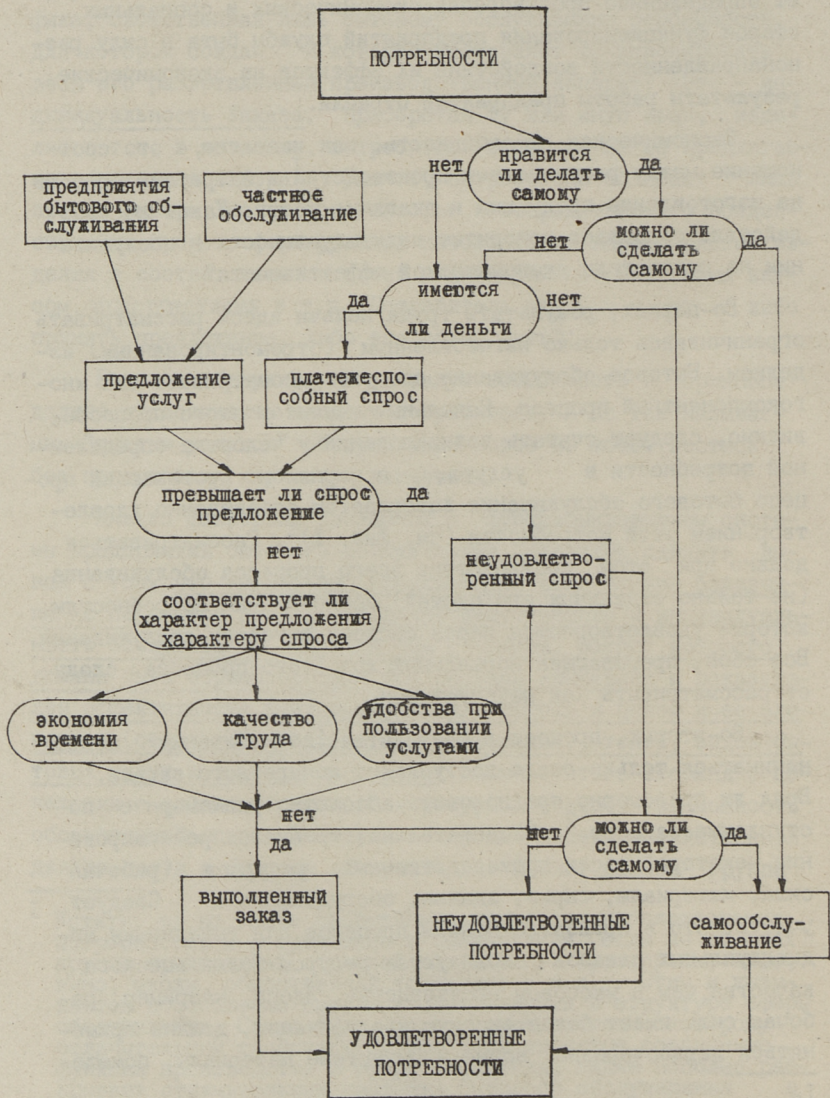 ПОТРЕБНОСТИ
нравится
ли делать
самому
нет
да
предприятия
бытового об-
служивания
частное
обслуживание
можно ли
сделать
самому
нет
да
имеются
ли деньги
да
нет
предложение
услуг
платежеспо-
собный спрос
превышает ли спрос
предложение
да
нет
неудовлетво-
ренный спрос
соответствует ли
характер предложения
характеру спроса
экономия
времени
качество
труда
удобства при
пользовании
услугами
нет
да
можно ли
сделать
самому
нет
да
выполненный
заказ
НЕУДОВЛЕТВОРЕННЫЕ
ПОТРЕБНОСТИ
самообслу-
живание
УДОВЛЕТВОРЕННЫЕ
ПОТРЕБНОСТИ